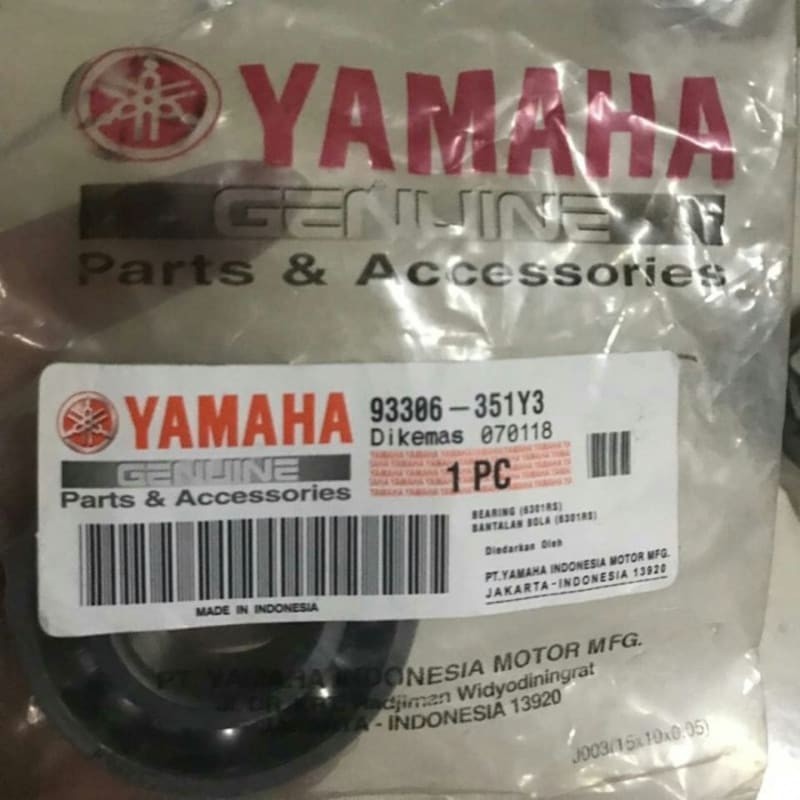 YAMAHA
GENUINE
Parts & Accessories
YAMAHA
GENUINE
Parts & Accessories
MADE IN INDONESIA
93306-351Y3
Dikemas 070118
1 PC
BEARING (6301RS)
BANTALAN BOLA (6301RS)
Diedarkan Oleh
PT.YAMAHA INDONESIA MOTOR MFG.
JAKARTA-INDONESIA 13920
PT. YAMAHA INDONESIA MOTOR MFG.
Radjiman Widyodiningrat
- INDONESIA 13920
J003(15x10x0.05)